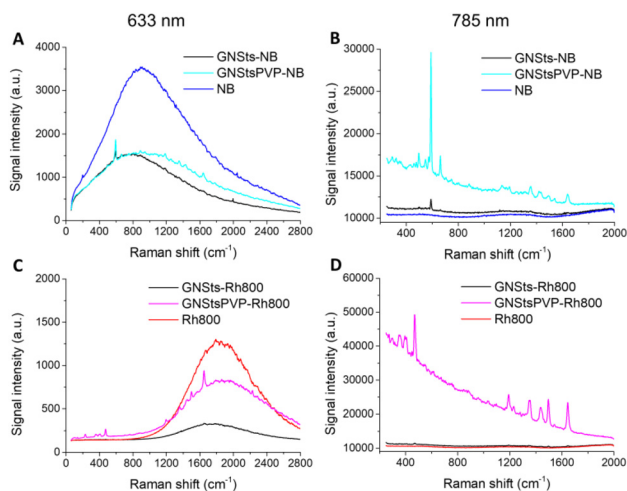 633 nm
785 nm
A
GNSts-NB
GNStsPVP-NB
NB
Signal intensity (a.u.)
4000
3500
3000
2500
2000
1500
1000
500
0
0 400 800 1200 1600 2000 2400 2800
Raman shift (cm-1)
B
GNSts-NB
GNStsPVP-NB
NB
Signal intensity (a.u.)
30000
25000
20000
15000
10000
400 800 1200 1600 2000
Raman shift (cm-1)
C
GNSts-Rh800
GNStsPVP-Rh800
Rh800
Signal intensity (a.u.)
2000
1500
1000
500
0
0 400 800 1200 1600 2000 2400 2800
Raman shift (cm-1)
D
GNSts-Rh800
GNStsPVP-Rh800
Rh800
Signal intensity (a.u.)
60000
50000
40000
30000
20000
10000
400 800 1200 1600 2000
Raman shift (cm-1)